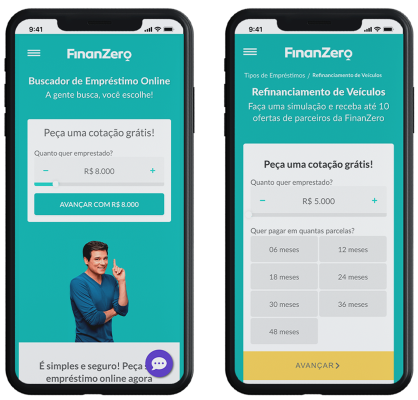 9:41
FinanZero
Buscador de Empréstimo Online
A gente busca, você escolhe!
Peça uma cotação grátis!
Quanto quer emprestado?
− R$ 8.000 +
AVANÇAR COM R$ 8.000
É simples e seguro! Peça
empréstimo online agora
9:41
FinanZero
Tipos de Empréstimos / Refinanciamento de Veículos
Refinanciamento de Veículos
Faça uma simulação e receba até 10
ofertas de parceiros da FinanZero
Peça uma cotação grátis!
Quanto quer emprestado?
− R$ 5.000 +
Quer pagar em quantas parcelas?
06 meses 12 meses
18 meses 24 meses
30 meses 36 meses
48 meses
AVANÇAR